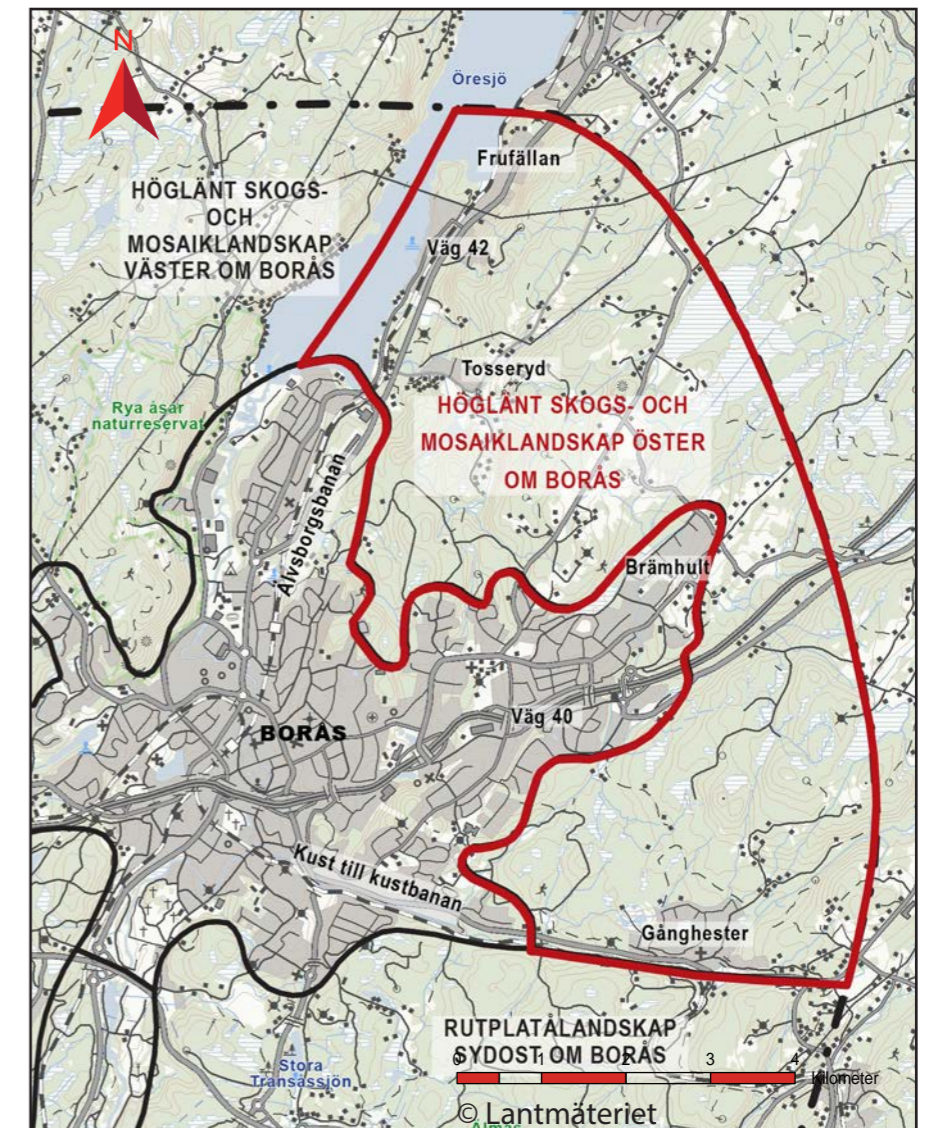 N
Öresjö
Frufällan
HÖGLÄNT SKOGS-
OCH
MOSAIKLANDSKAP
VÄSTER OM BORÅS
Väg 42
Tosseryd
HÖGLÄNT SKOGS- OCH
MOSAIKLANDSKAP ÖSTER
OM BORÅS
Rya åsar
naturreservat
Älvsborgsbanan
Brämhult
Väg 40
BORÅS
Kust till kustbanan
Gånghester
RUTPLATÅLANDSKAP
SYDOST OM BORÅS
0 1 2 3 4
Kilometer
Stora
Transåssjön
© Lantmäteriet